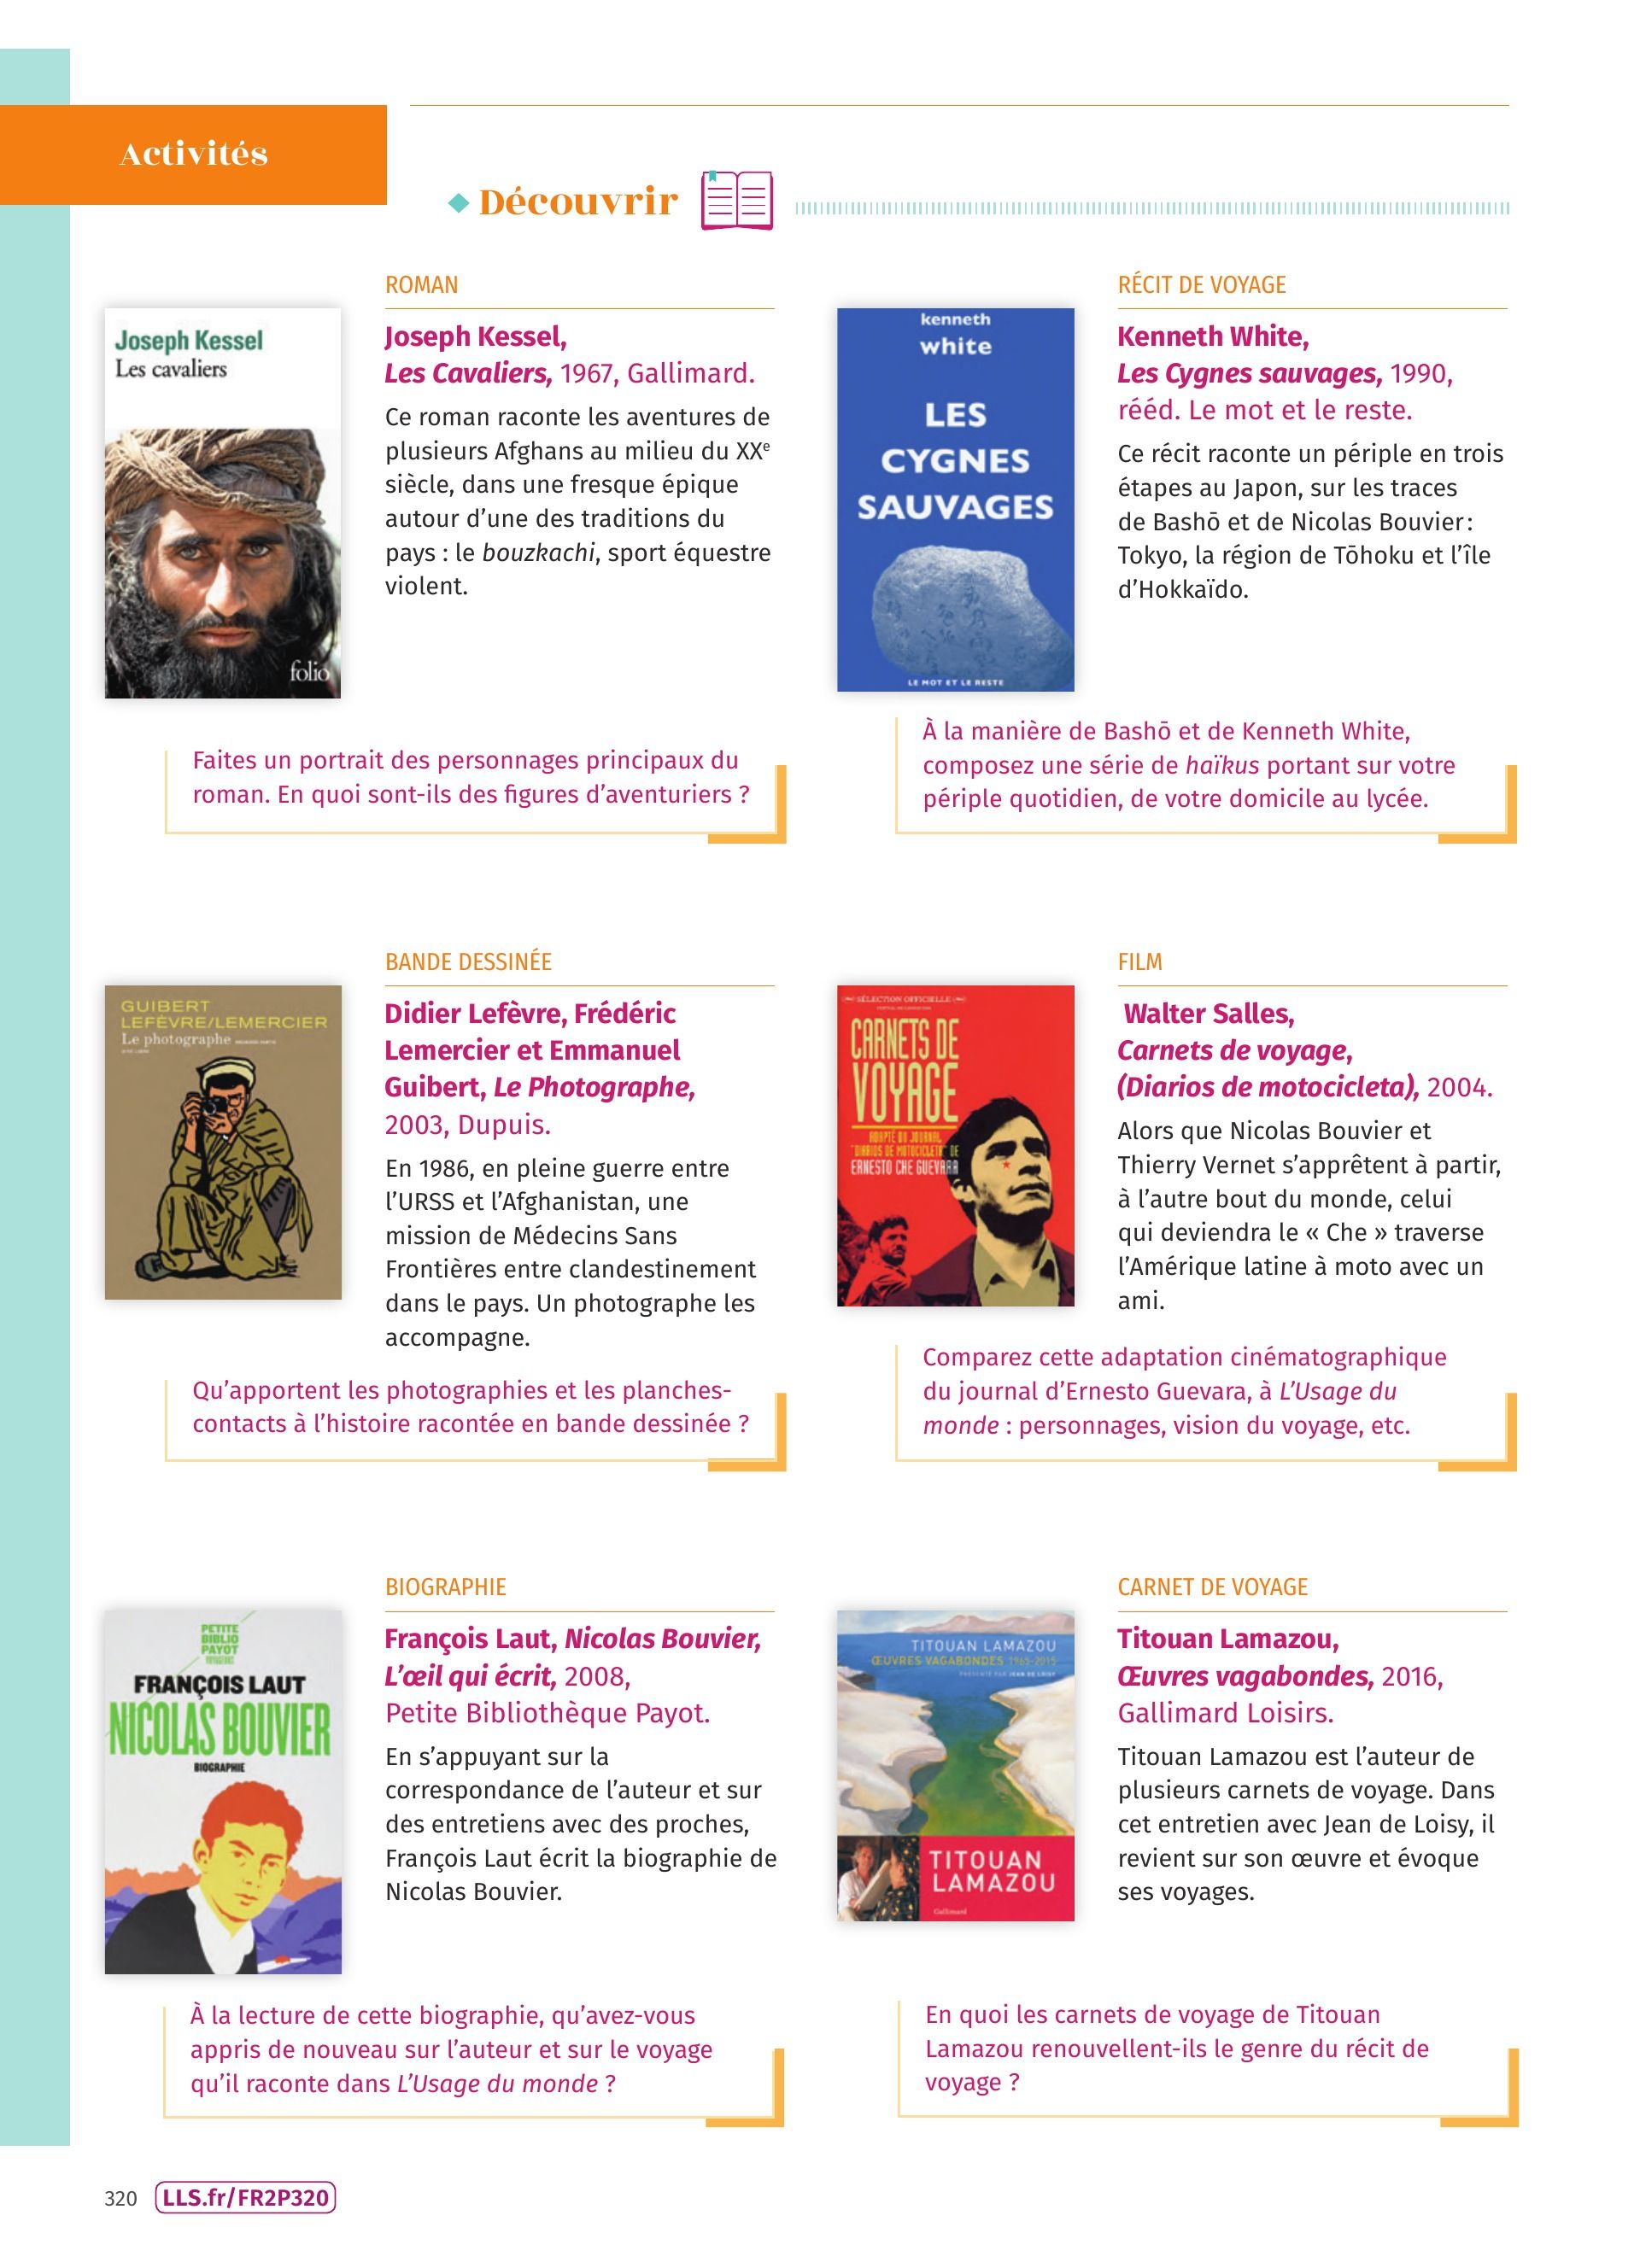 Activités
Découvrir
ROMAN
Joseph Kessel
Les cavaliers
folio
Joseph Kessel,
Les Cavaliers, 1967, Gallimard.
Ce roman raconte les aventures de
plusieurs Afghans au milieu du XXe
siècle, dans une fresque épique
autour d’une des traditions du
pays : le bouzkachi, sport équestre
violent.
Faites un portrait des personnages principaux du
roman. En quoi sont-ils des figures d’aventuriers ?
RÉCIT DE VOYAGE
kenneth
white
LES
CYGNES
SAUVAGES
LE MOT ET LE RESTE
Kenneth White,
Les Cygnes sauvages, 1990,
rééd. Le mot et le reste.
Ce récit raconte un périple en trois
étapes au Japon, sur les traces
de Bashō et de Nicolas Bouvier :
Tokyo, la région de Tōhoku et l’île
d’Hokkaïdo.
À la manière de Bashō et de Kenneth White,
composez une série de haïkus portant sur votre
périple quotidien, de votre domicile au lycée.
BANDE DESSINÉE
GUIBERT
LEFÈVRE/LEMERCIER
Le photographe
Didier Lefèvre, Frédéric
Lemercier et Emmanuel
Guibert, Le Photographe,
2003, Dupuis.
En 1986, en pleine guerre entre
l’URSS et l’Afghanistan, une
mission de Médecins Sans
Frontières entre clandestinement
dans le pays. Un photographe les
accompagne.
Qu’apportent les photographies et les planches-
contacts à l’histoire racontée en bande dessinée ?
FILM
SÉLECTION OFFICIELLE
CARNETS DE
VOYAGE
ADAPTÉ DU JOURNAL
"DIARIOS DE MOTOCICLETA" DE
ERNESTO CHE GUEVARA
Walter Salles,
Carnets de voyage,
(Diarios de motocicleta), 2004.
Alors que Nicolas Bouvier et
Thierry Vernet s’apprêtent à partir,
à l’autre bout du monde, celui
qui deviendra le « Che » traverse
l’Amérique latine à moto avec un
ami.
Comparez cette adaptation cinématographique
du journal d’Ernesto Guevara, à L’Usage du
monde : personnages, vision du voyage, etc.
BIOGRAPHIE
PETITE
BIBLIO
PAYOT
FRANÇOIS LAUT
NICOLAS BOUVIER
BIOGRAPHIE
François Laut, Nicolas Bouvier,
L’œil qui écrit, 2008,
Petite Bibliothèque Payot.
En s’appuyant sur la
correspondance de l’auteur et sur
des entretiens avec des proches,
François Laut écrit la biographie de
Nicolas Bouvier.
À la lecture de cette biographie, qu’avez-vous
appris de nouveau sur l’auteur et sur le voyage
qu’il raconte dans L’Usage du monde ?
CARNET DE VOYAGE
TITOUAN LAMAZOU
ŒUVRES VAGABONDES 1965-2015
PRÉSENTÉ PAR JEAN DE LOISY
TITOUAN
LAMAZOU
Gallimard
Titouan Lamazou,
Œuvres vagabondes, 2016,
Gallimard Loisirs.
Titouan Lamazou est l’auteur de
plusieurs carnets de voyage. Dans
cet entretien avec Jean de Loisy, il
revient sur son œuvre et évoque
ses voyages.
En quoi les carnets de voyage de Titouan
Lamazou renouvellent-ils le genre du récit de
voyage ?
320
LLS.fr/FR2P320